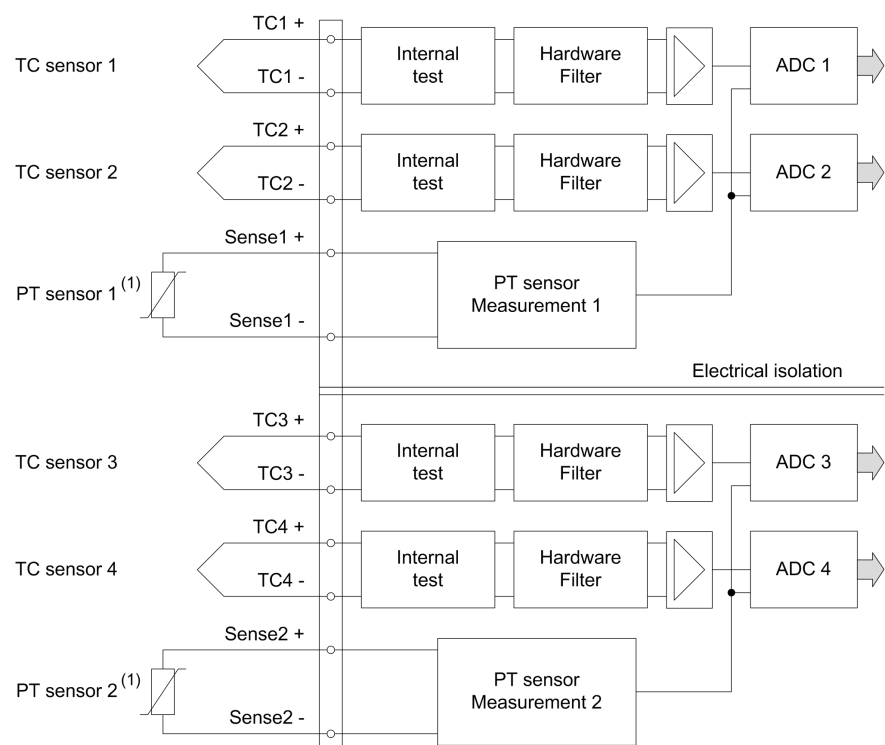 TC1 +
TC sensor 1
TC1 -
Internal
test
Hardware
Filter
ADC 1
TC2 +
TC sensor 2
TC2 -
Internal
test
Hardware
Filter
ADC 2
Sense1 +
PT sensor 1 (1)
Sense1 -
PT sensor
Measurement 1
Electrical isolation
TC3 +
TC sensor 3
TC3 -
Internal
test
Hardware
Filter
ADC 3
TC4 +
TC sensor 4
TC4 -
Internal
test
Hardware
Filter
ADC 4
Sense2 +
PT sensor 2 (1)
Sense2 -
PT sensor
Measurement 2